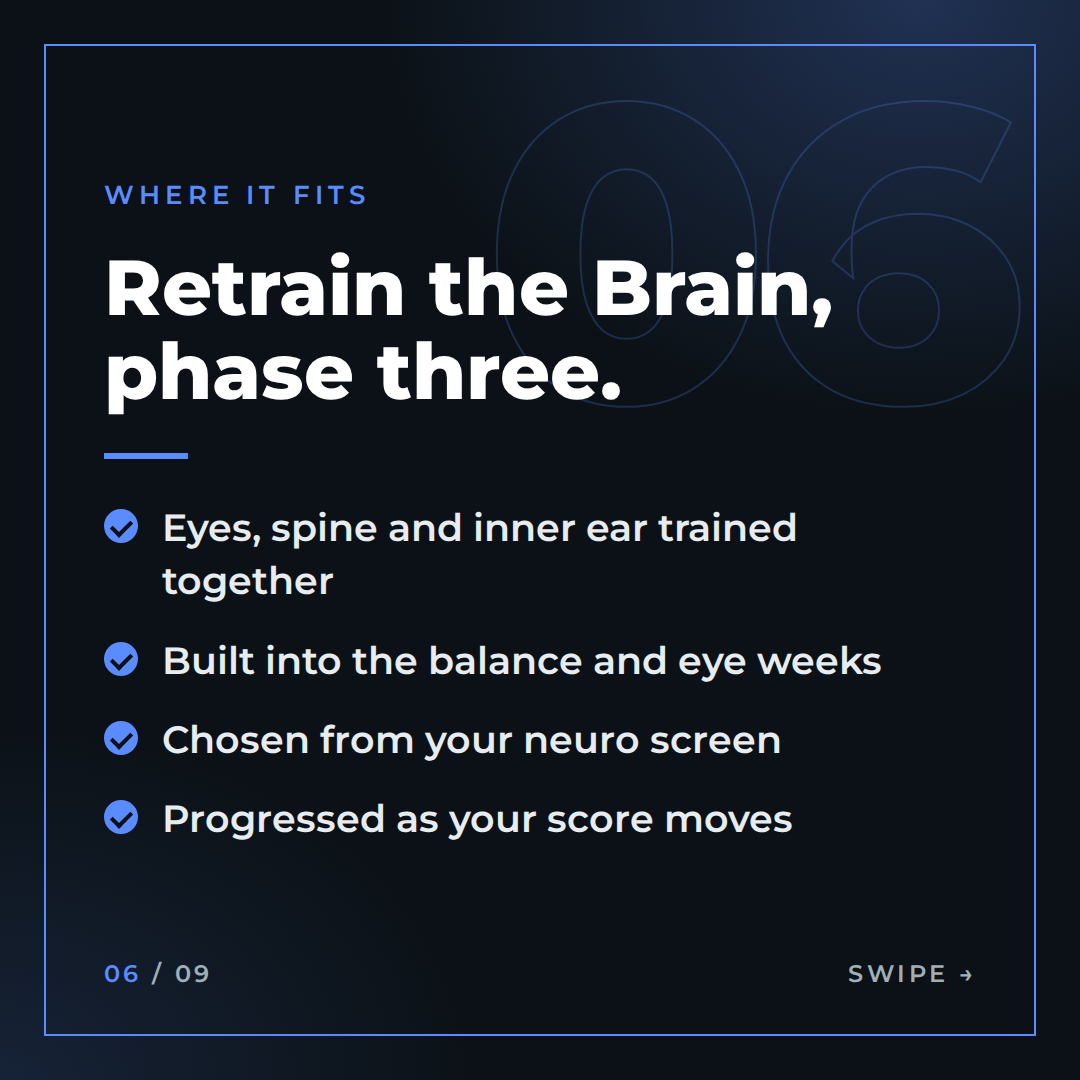 06
WHERE IT FITS
Retrain the Brain,
phase three.
Eyes, spine and inner ear trained
together
Built into the balance and eye weeks
Chosen from your neuro screen
Progressed as your score moves
06 / 09
SWIPE →